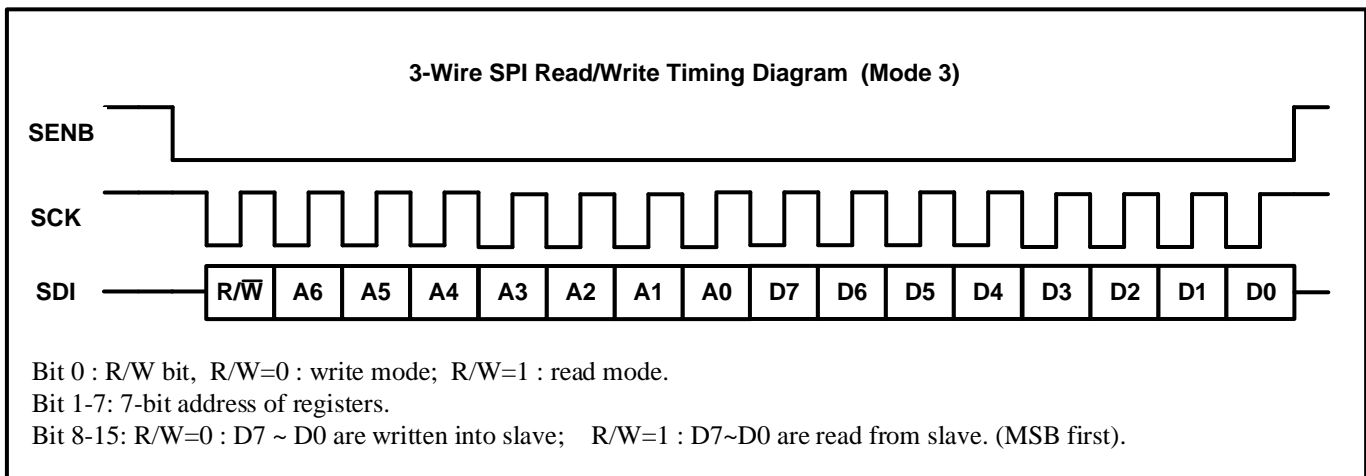 3-Wire SPI Read/Write Timing Diagram (Mode 3)
SENB
SCK
SDI R/W̅ A6 A5 A4 A3 A2 A1 A0 D7 D6 D5 D4 D3 D2 D1 D0
Bit 0 : R/W bit, R/W=0 : write mode; R/W=1 : read mode.
Bit 1-7: 7-bit address of registers.
Bit 8-15: R/W=0 : D7 ~ D0 are written into slave; R/W=1 : D7~D0 are read from slave. (MSB first).